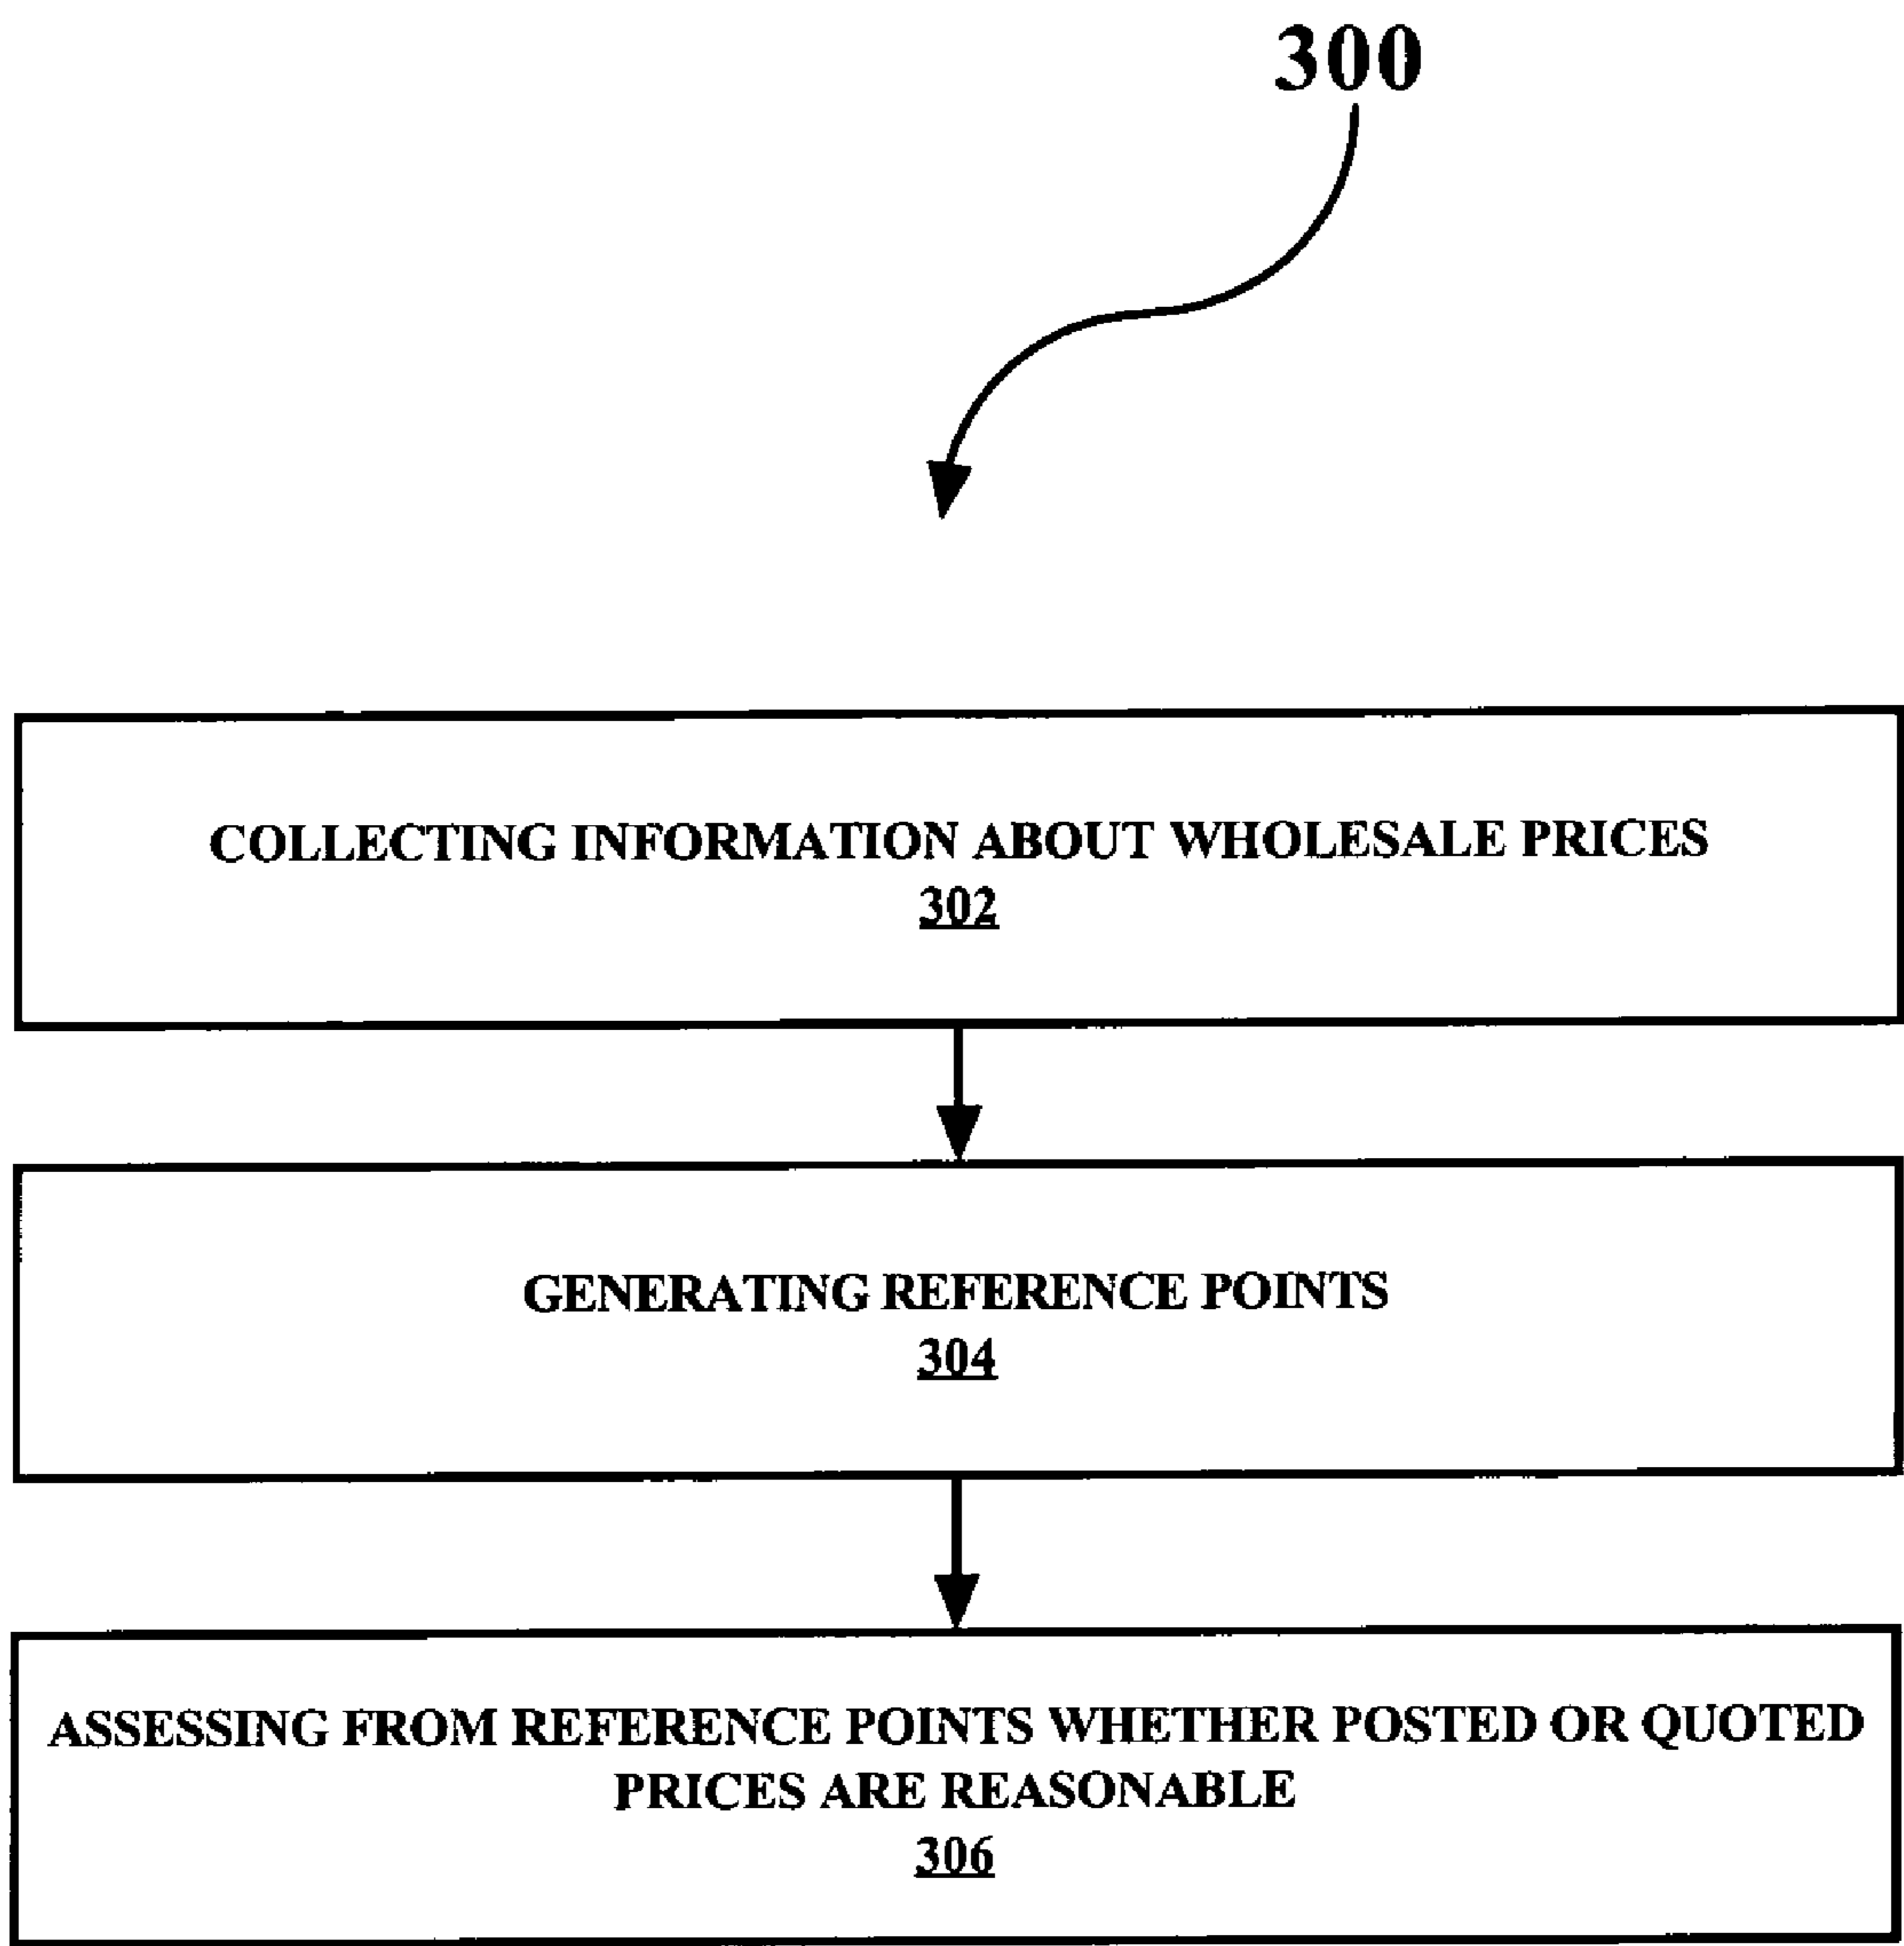 300
COLLECTING INFORMATION ABOUT WHOLESALE PRICES
302
GENERATING REFERENCE POINTS
304
ASSESSING FROM REFERENCE POINTS WHETHER POSTED OR QUOTED
PRICES ARE REASONABLE
306